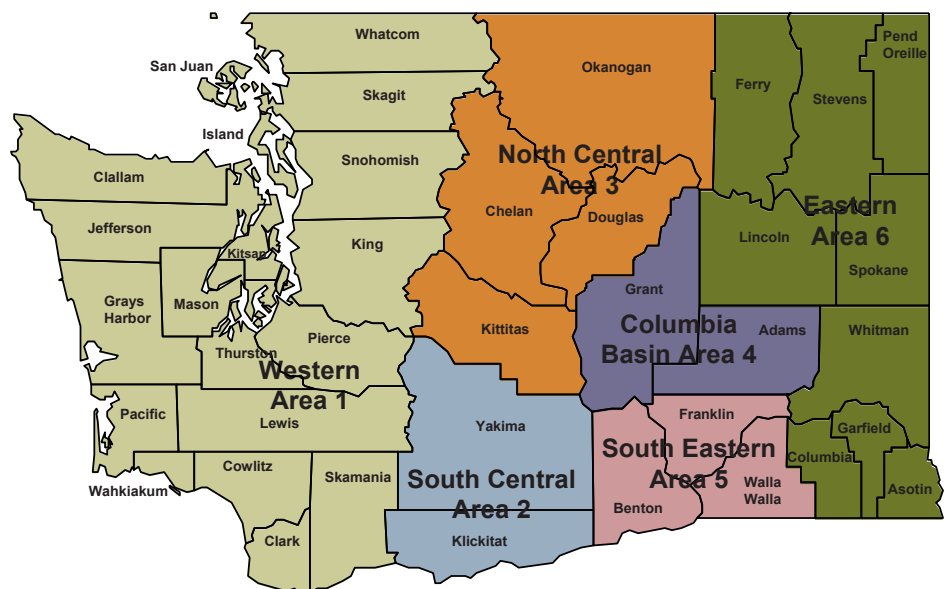 Whatcom
San Juan
Skagit
Island
Snohomish
Clallam
Jefferson
King
Kitsap
Grays
Harbor
Mason
Thurston
Pierce
Western
Area 1
Pacific
Lewis
Wahkiakum
Cowlitz
Skamania
Clark
Okanogan
North Central
Area 3
Chelan
Douglas
Kittitas
Yakima
South Central
Area 2
Klickitat
Grant
Columbia
Basin Area 4
Adams
Franklin
South Eastern
Area 5
Benton
Walla
Walla
Ferry
Stevens
Pend
Oreille
Eastern
Area 6
Lincoln
Spokane
Whitman
Columbia
Garfield
Asotin